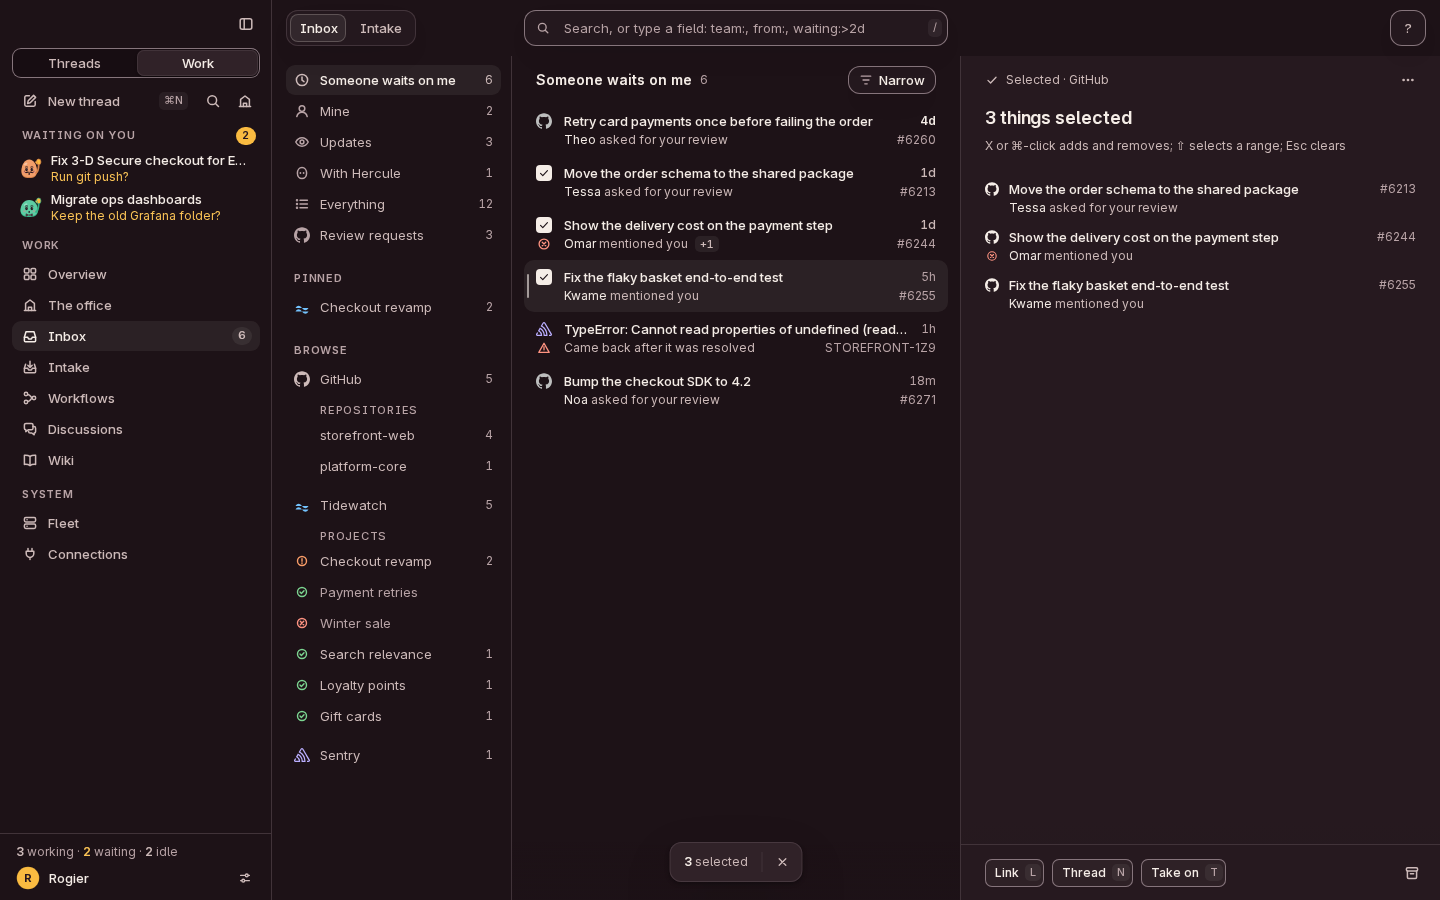 Threads
Work
New thread
⌘N
WAITING ON YOU
2
Fix 3-D Secure checkout for E…
Run git push?
Migrate ops dashboards
Keep the old Grafana folder?
WORK
Overview
The office
Inbox
6
Intake
Workflows
Discussions
Wiki
SYSTEM
Fleet
Connections
3 working · 2 waiting · 2 idle
R
Rogier
Inbox
Intake
Someone waits on me
6
Mine
2
Updates
3
With Hercule
1
Everything
12
Review requests
3
PINNED
Checkout revamp
2
BROWSE
GitHub
5
REPOSITORIES
storefront-web
4
platform-core
1
Tidewatch
5
PROJECTS
Checkout revamp
2
Payment retries
Winter sale
Search relevance
1
Loyalty points
1
Gift cards
1
Sentry
1
Search, or type a field: team:, from:, waiting:>2d
/
?
Someone waits on me 6
Narrow
Retry card payments once before failing the order
4d
Theo asked for your review
#6260
Move the order schema to the shared package
1d
Tessa asked for your review
#6213
Show the delivery cost on the payment step
1d
Omar mentioned you +1
#6244
Fix the flaky basket end-to-end test
5h
Kwame mentioned you
#6255
TypeError: Cannot read properties of undefined (read…
1h
Came back after it was resolved
STOREFRONT-1Z9
Bump the checkout SDK to 4.2
18m
Noa asked for your review
#6271
3 selected
Selected · GitHub
3 things selected
X or ⌘-click adds and removes; ⇧ selects a range; Esc clears
Move the order schema to the shared package
#6213
Tessa asked for your review
Show the delivery cost on the payment step
#6244
Omar mentioned you
Fix the flaky basket end-to-end test
#6255
Kwame mentioned you
Link L
Thread N
Take on T